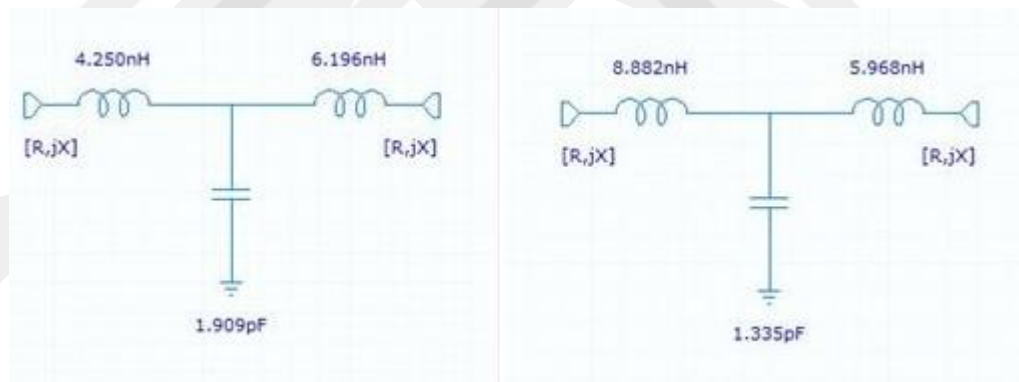 4.250nH 6.196nH
[R,jX] [R,jX]
1.909pF
8.882nH 5.968nH
[R,jX] [R,jX]
1.335pF